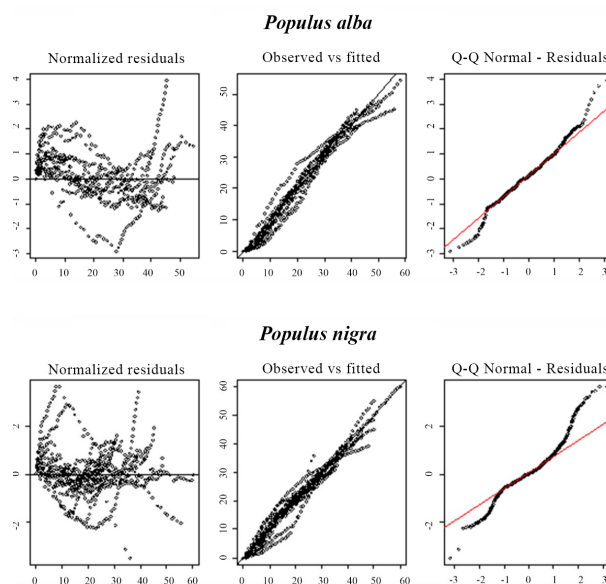 Populus alba
Normalized residuals
Observed vs fitted
Q-Q Normal - Residuals
4
3
2
1
0
-1
-2
-3
0 10 20 30 40 50
50
40
30
20
10
0
0 10 20 30 40 50 60
4
3
2
1
0
-1
-2
-3
-3 -2 -1 0 1 2 3
Populus nigra
Normalized residuals
Observed vs fitted
Q-Q Normal - Residuals
2
0
-2
0 10 20 30 40 50 60
60
50
40
30
20
10
0
0 10 20 30 40 50 60
2
0
-2
-3 -2 -1 0 1 2 3